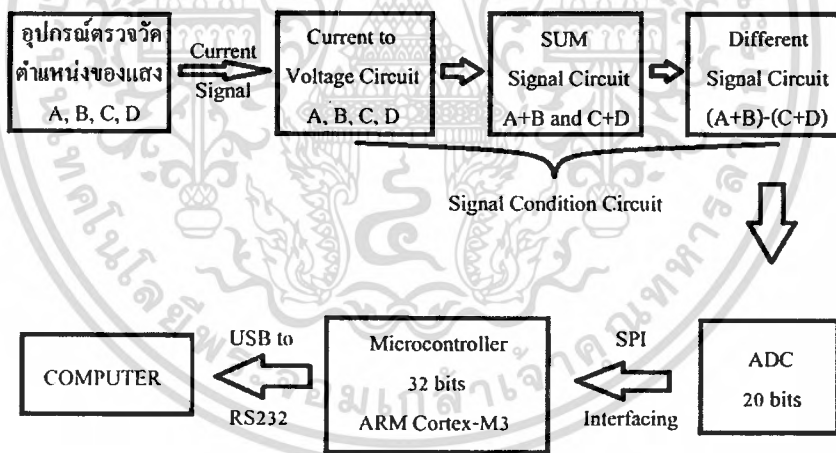 อุปกรณ์ตรวจวัด
ตำแหน่งของแสง
A, B, C, D
Current
Signal
Current to
Voltage Circuit
A, B, C, D
SUM
Signal Circuit
A+B and C+D
Different
Signal Circuit
(A+B)-(C+D)
Signal Condition Circuit
COMPUTER
USB to
RS232
Microcontroller
32 bits
ARM Cortex-M3
SPI
Interfacing
ADC
20 bits